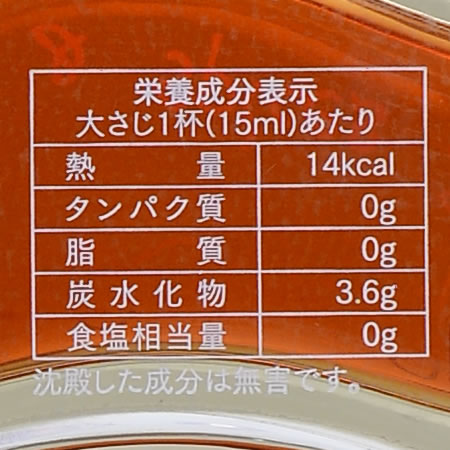 栄養成分表示
大さじ1杯(15ml)あたり
熱量 14kcal
タンパク質 0g
脂質 0g
炭水化物 3.6g
食塩相当量 0g
沈殿した成分は無害です。